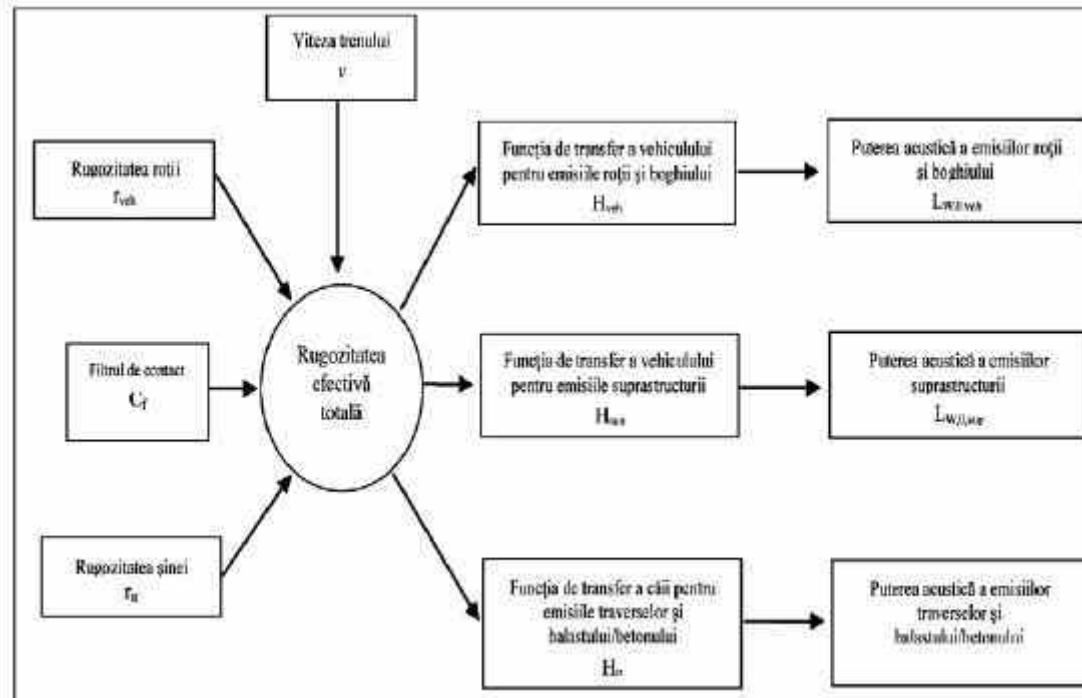 Viteza trenului
v
Rugozitatea roții
r_veh
Filtrul de contact
C_f
Rugozitatea șinei
Rugozitatea
efectivă
totală
Funcția de transfer a vehiculului
pentru emisiile roții și boghiului
H_veh
Funcția de transfer a vehiculului
pentru emisiile suprastructurii
Funcția de transfer a căii pentru
emisiile traverselor și
balastului/betonului
Puterea acustică a emisiilor roții
și boghiului
L_W,0,veh
Puterea acustică a emisiilor
suprastructurii
Puterea acustică a emisiilor
traverselor și
balastului/betonului